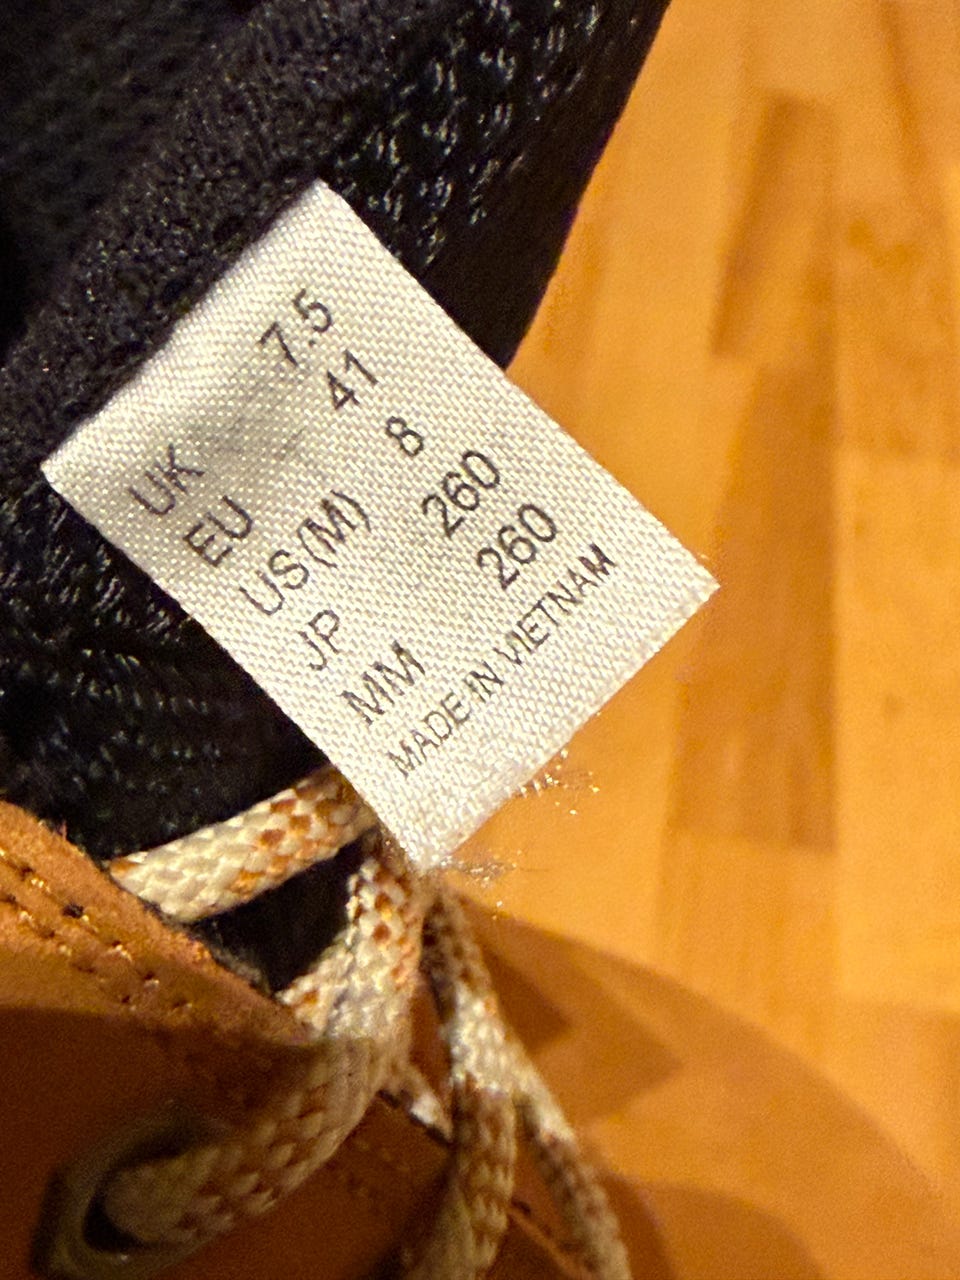 UK 7.5
EU 41
US(M) 8
JP 260
MM 260
MADE IN VIETNAM